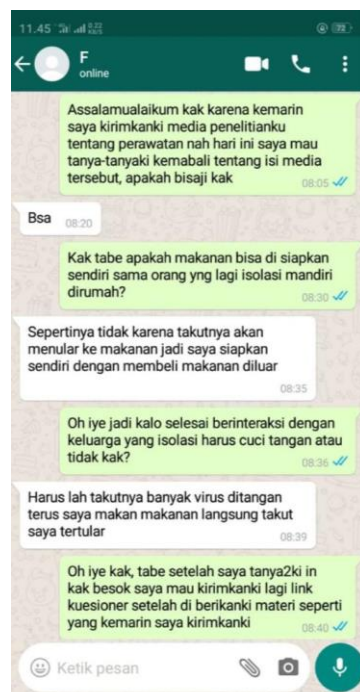 11.45
22
F
online
Assalamualaikum kak karena kemarin
saya kirimkanki media penelitianku
tentang perawatan nah hari ini saya mau
tanya-tanyaki kemabali tentang isi media
tersebut, apakah bisaji kak
08:05
Bsa 08:20
Kak tabe apakah makanan bisa di siapkan
sendiri sama orang yng lagi isolasi mandiri
dirumah?
08:30
Sepertinya tidak karena takutnya akan
menular ke makanan jadi saya siapkan
sendiri dengan membeli makanan diluar
08:35
Oh iye jadi kalo selesai berinteraksi dengan
keluarga yang isolasi harus cuci tangan atau
tidak kak?
08:36
Harus lah takutnya banyak virus ditangan
terus saya makan makanan langsung takut
saya tertular
08:39
Oh iye kak, tabe setelah saya tanya2ki in
kak besok saya mau kirimkanki lagi link
kuesioner setelah di berikanki materi seperti
yang kemarin saya kirimkanki
08:40
Ketik pesan